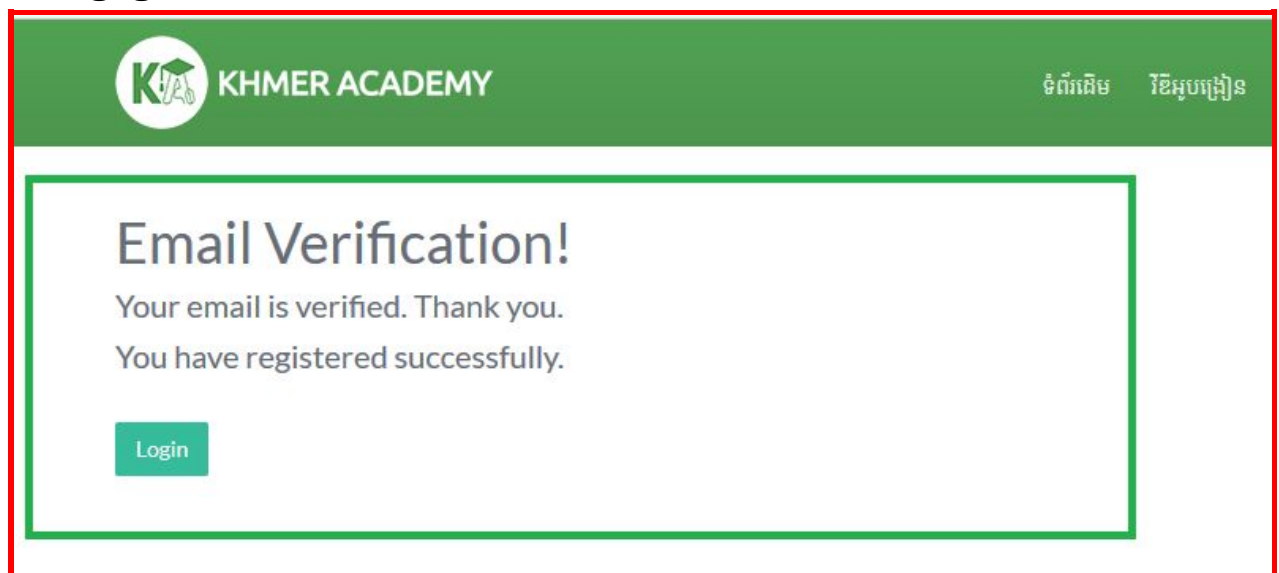 KHMER ACADEMY
ទំព័រដើម វីឌីអូបង្រៀន
Email Verification!
Your email is verified. Thank you.
You have registered successfully.
Login